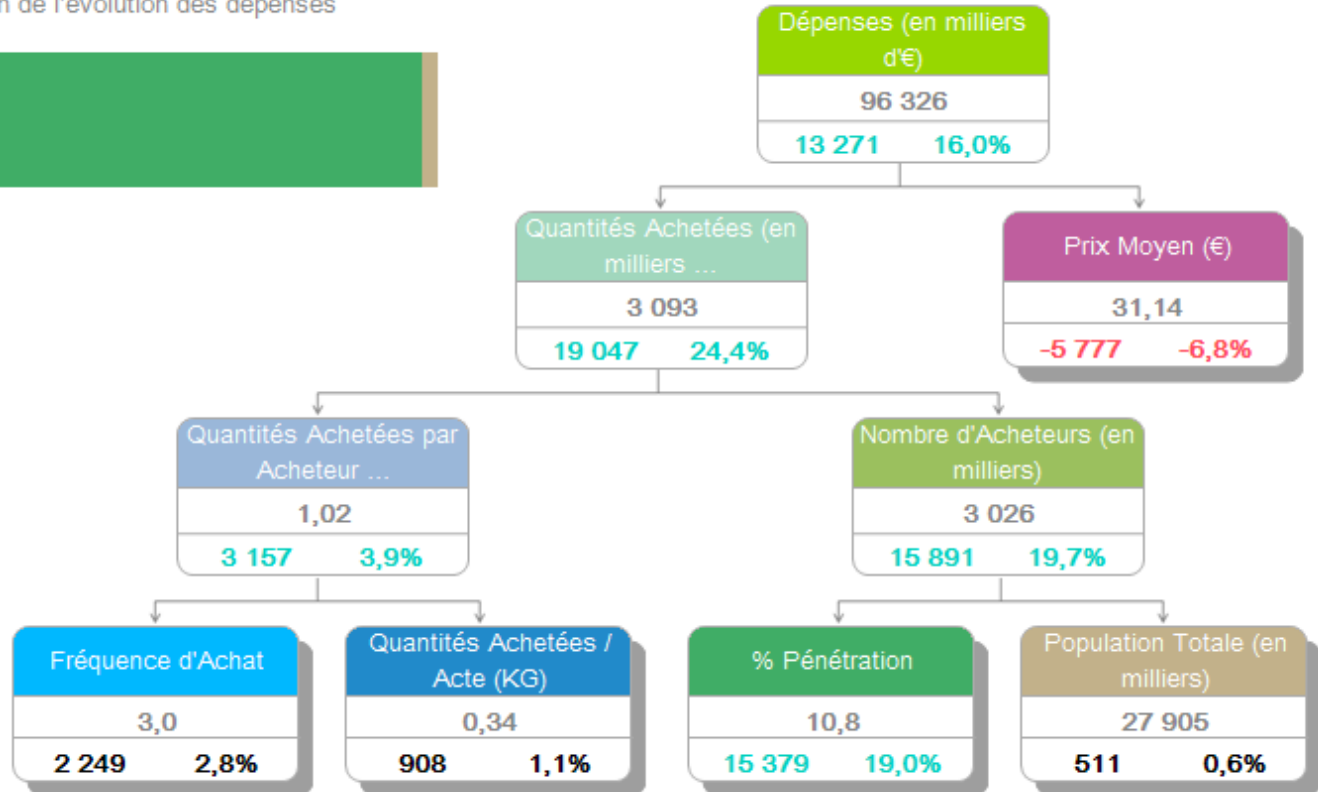 de l'évolution des dépenses
Dépenses (en milliers
d'€)
96 326
13 271 16,0%
Quantités Achetées (en
milliers ...
3 093
19 047 24,4%
Prix Moyen (€)
31,14
-5 777 -6,8%
Quantités Achetées par
Acheteur ...
1,02
3 157 3,9%
Nombre d'Acheteurs (en
milliers)
3 026
15 891 19,7%
Fréquence d'Achat
3,0
2 249 2,8%
Quantités Achetées /
Acte (KG)
0,34
908 1,1%
% Pénétration
10,8
15 379 19,0%
Population Totale (en
milliers)
27 905
511 0,6%